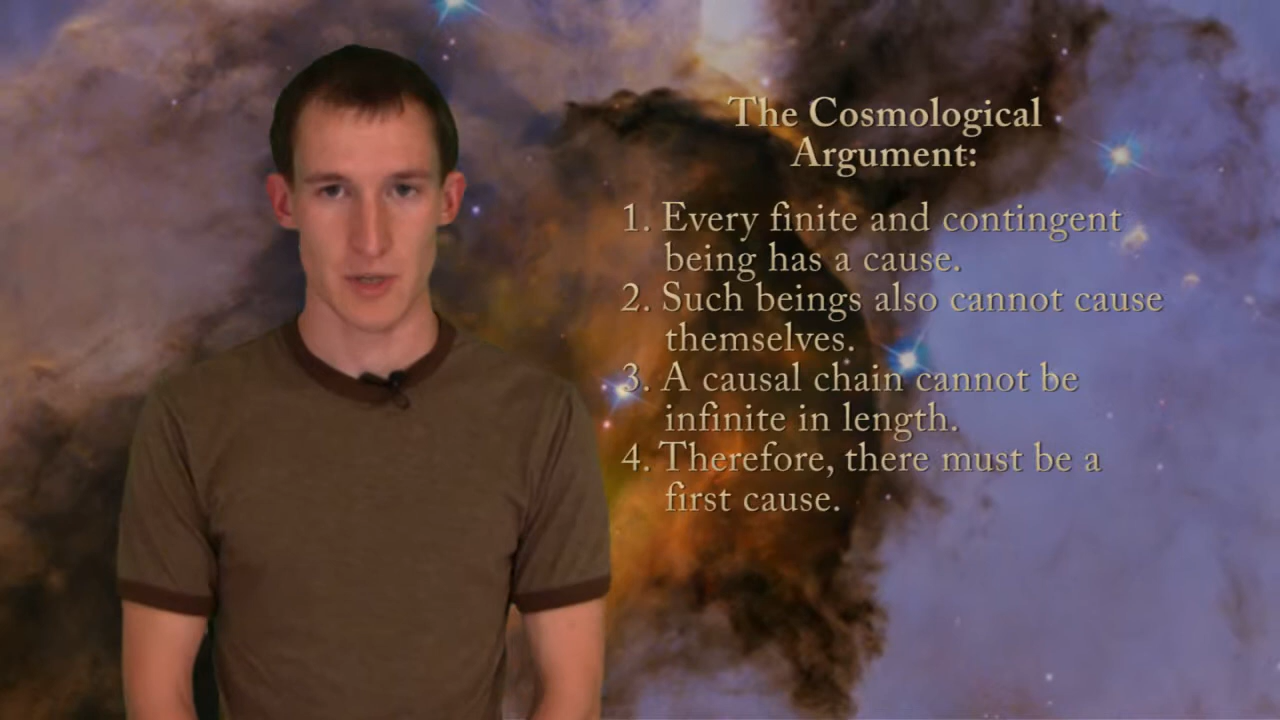 The Cosmological
Argument:
1. Every finite and contingent
being has a cause.
2. Such beings also cannot cause
themselves.
3. A causal chain cannot be
infinite in length.
4. Therefore, there must be a
first cause.